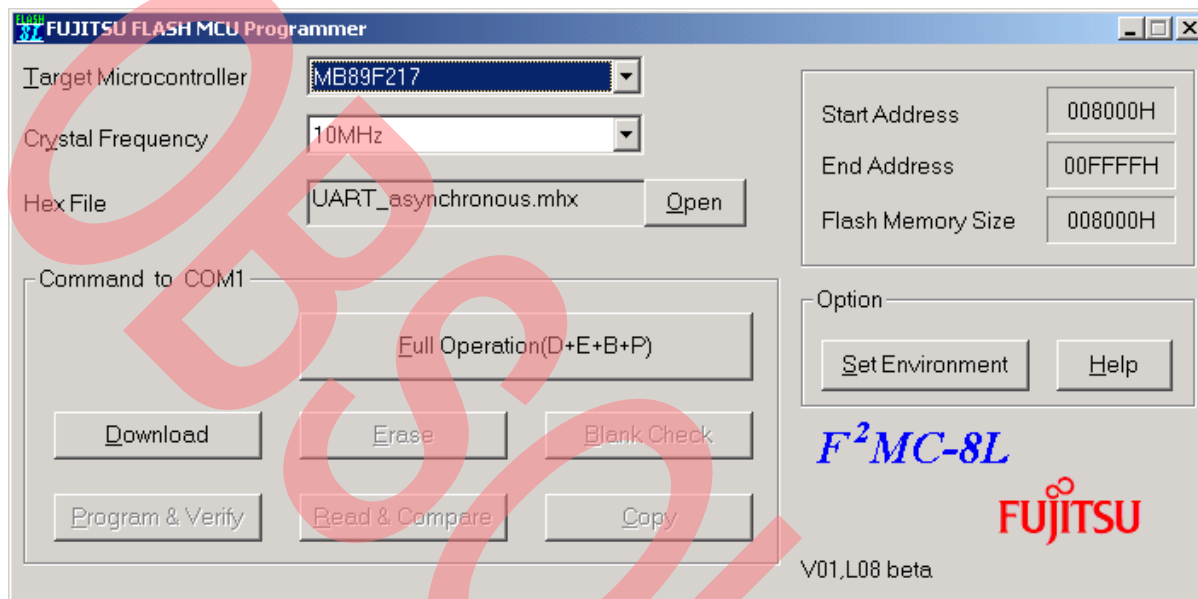 FLASH 8L FUJITSU FLASH MCU Programmer
Target Microcontroller MB89F217
Crystal Frequency 10MHz
Hex File UART_asynchronous.mhx Open
Start Address 008000H
End Address 00FFFFH
Flash Memory Size 008000H
Command to COM1
Full Operation(D+E+B+P)
Download Erase Blank Check
Program & Verify Read & Compare Copy
Option
Set Environment Help
F²MC-8L
FUJITSU
V01,L08 beta